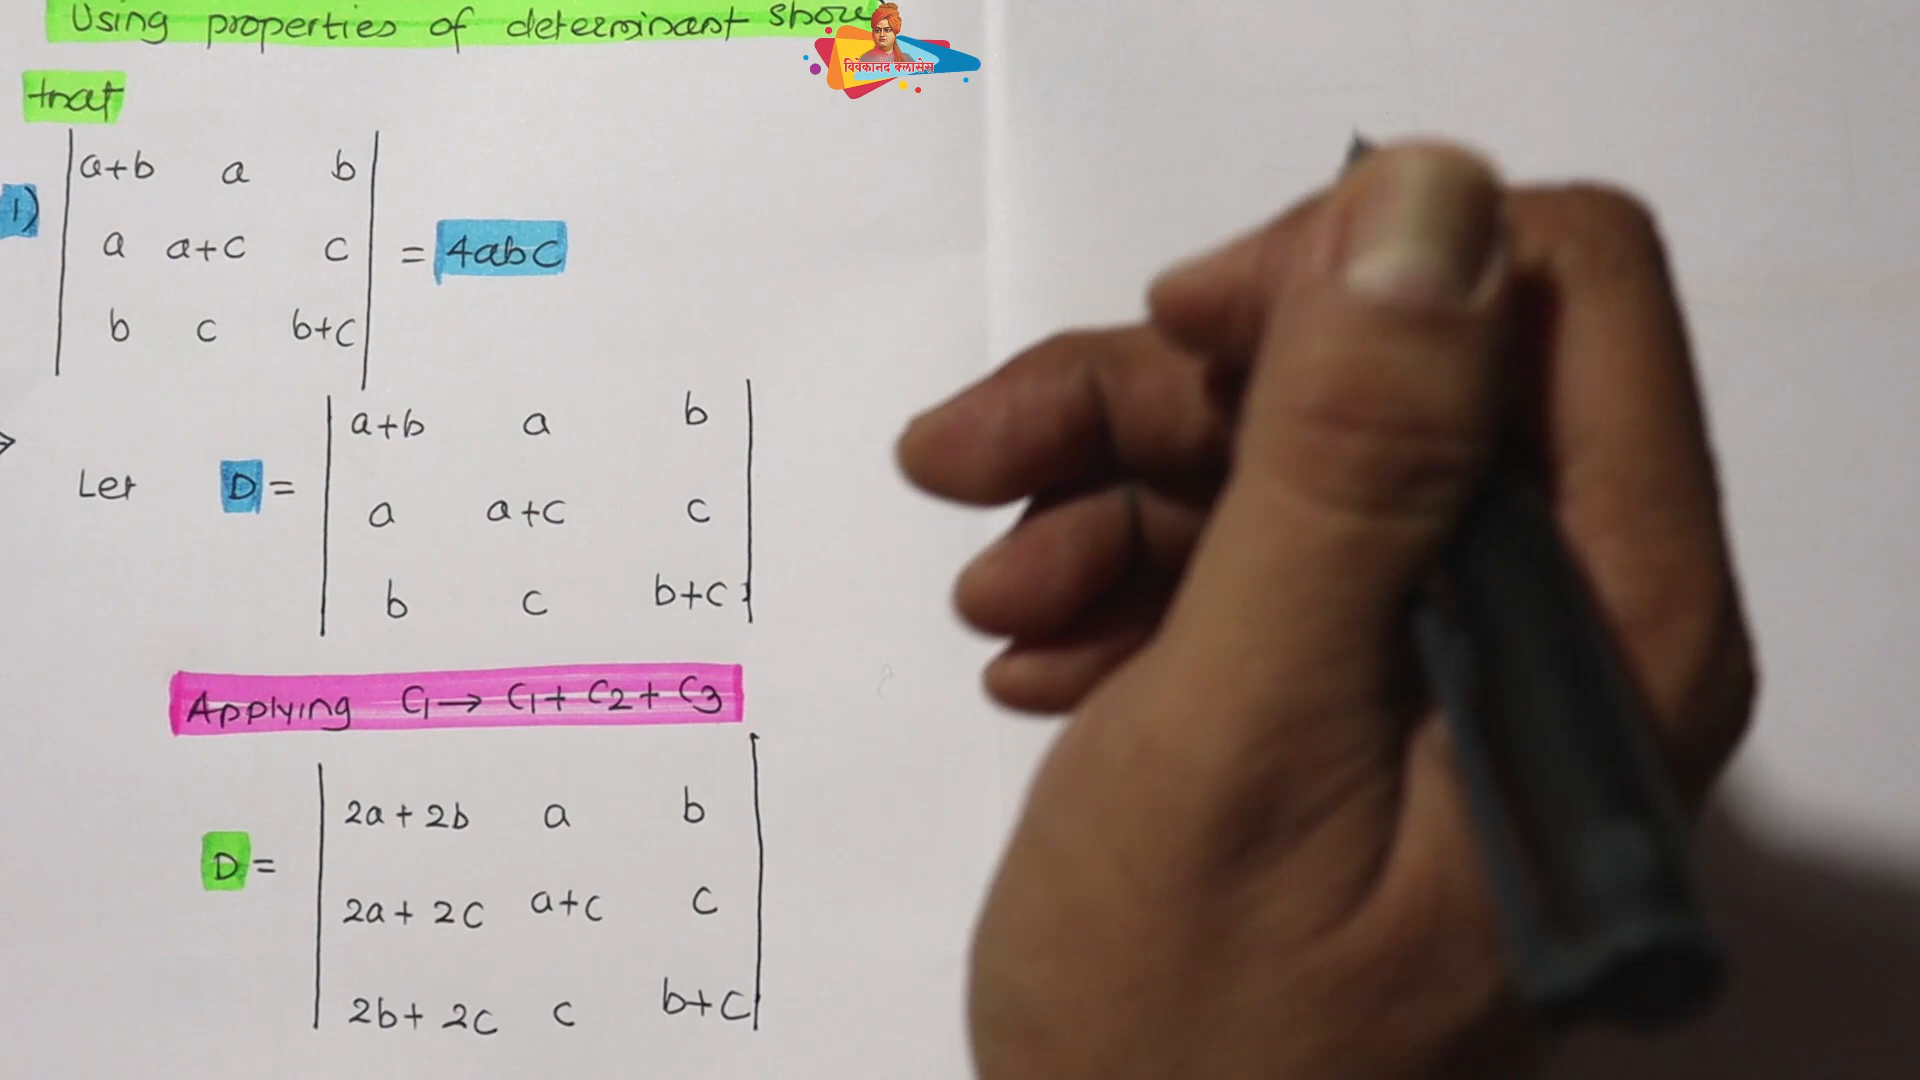 Using properties of determinant show
that
विवेकानंद क्लासेस
1)
a+b a b
a a+c c = 4abc
b c b+c
a+b a b
Let D = a a+c c
b c b+c
Applying C1 → C1 + C2 + C3
2a + 2b a b
D = 2a + 2c a+c c
2b + 2c c b+c